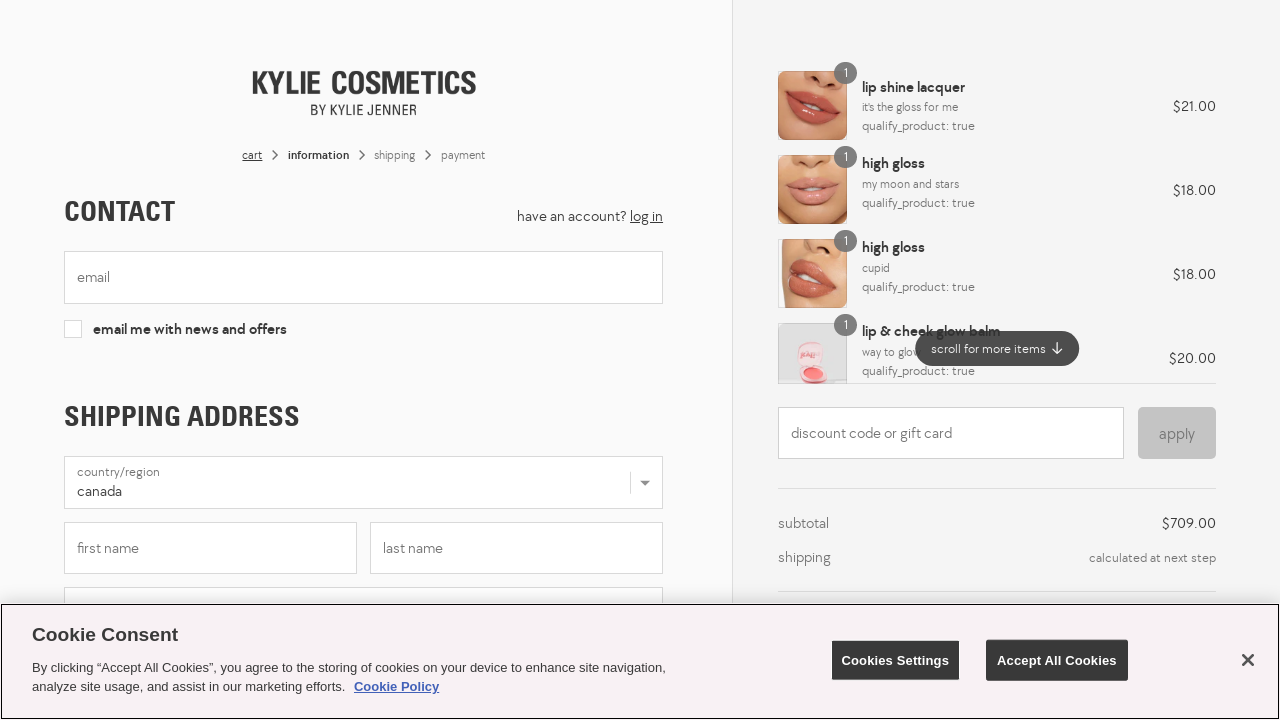 KYLIE COSMETICS
BY KYLIE JENNER
cart
information
shipping
payment
CONTACT
have an account? log in
email
email me with news and offers
SHIPPING ADDRESS
country/region
canada
first name
last name
1
lip shine lacquer
it's the gloss for me
qualify_product: true
$21.00
1
high gloss
my moon and stars
qualify_product: true
$18.00
1
high gloss
cupid
qualify_product: true
$18.00
1
lip & cheek glow balm
way to glow
qualify_product: true
$20.00
scroll for more items ↓
discount code or gift card
apply
subtotal
$709.00
shipping
calculated at next step
Cookie Consent
By clicking “Accept All Cookies”, you agree to the storing of cookies on your device to enhance site navigation,
analyze site usage, and assist in our marketing efforts. Cookie Policy
Cookies Settings
Accept All Cookies